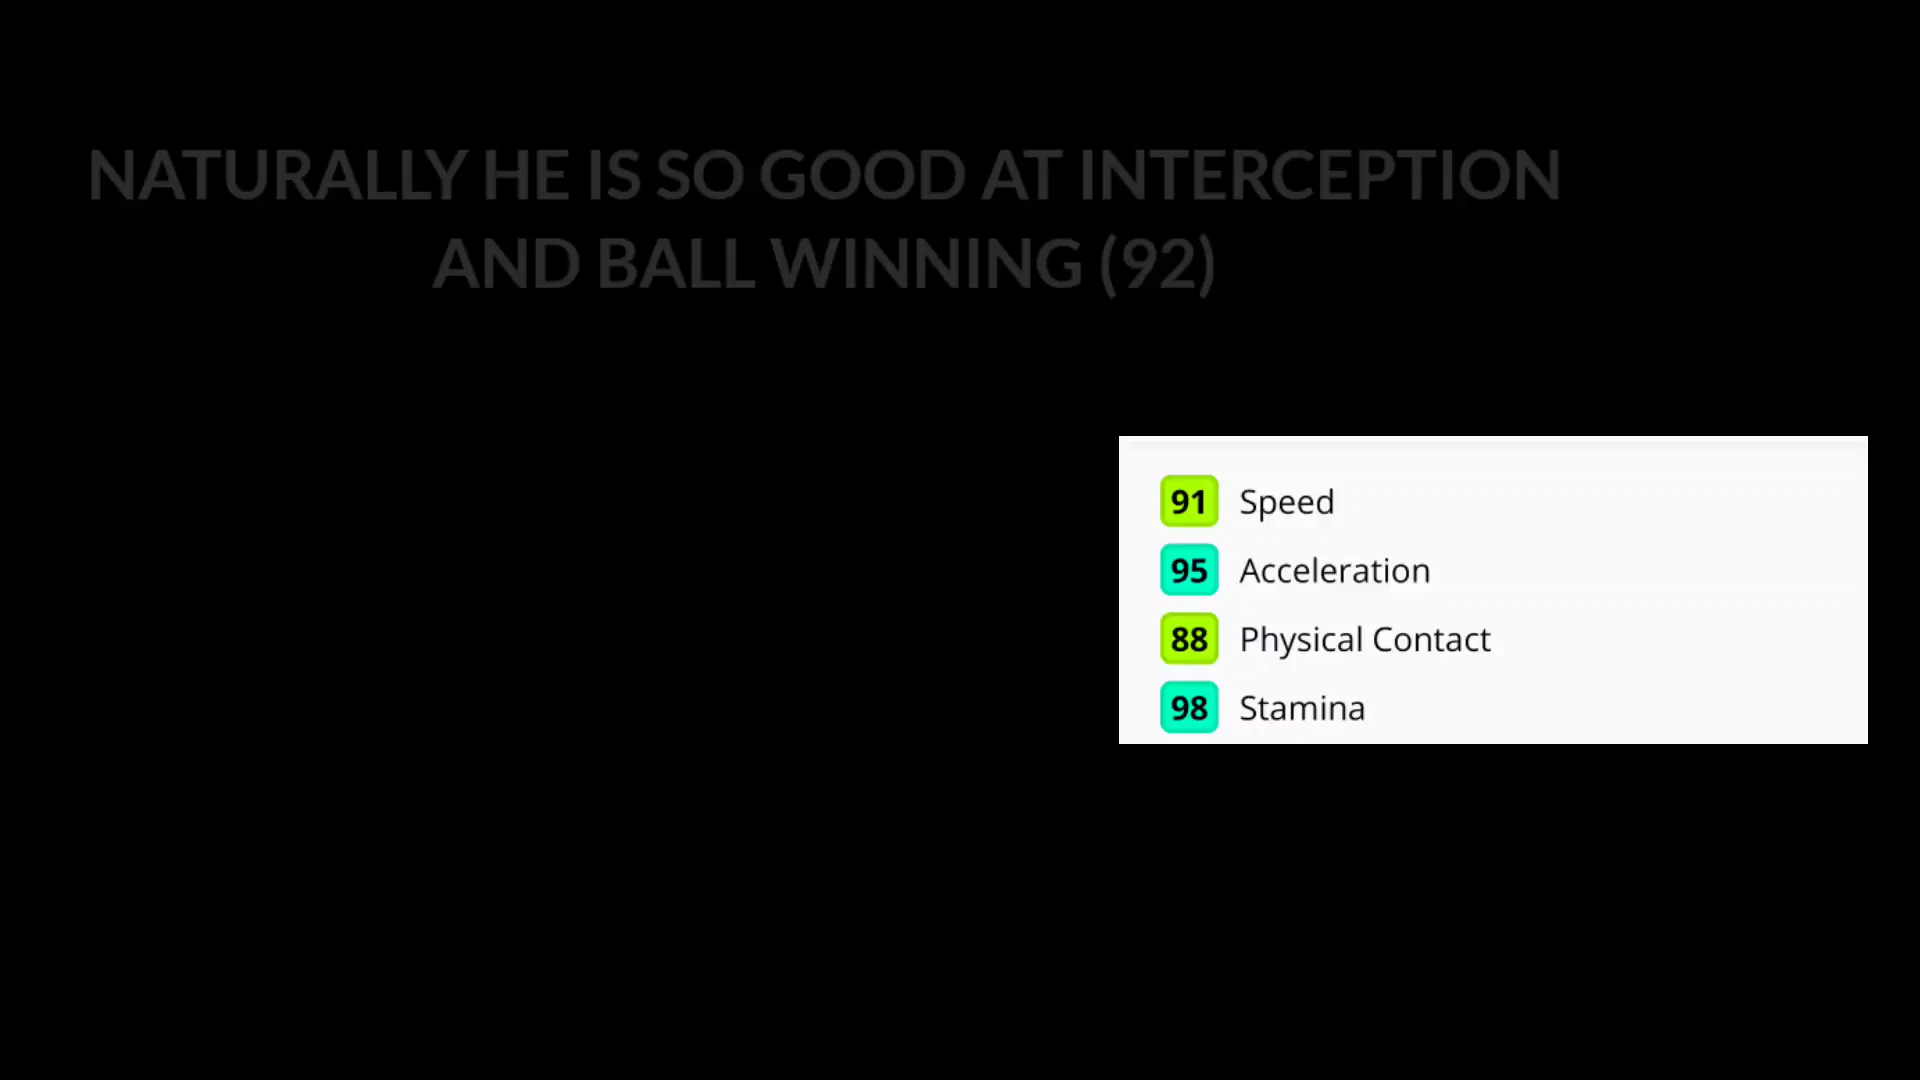 NATURALLY HE IS SO GOOD AT INTERCEPTION
AND BALL WINNING (92)
91 Speed
95 Acceleration
88 Physical Contact
98 Stamina